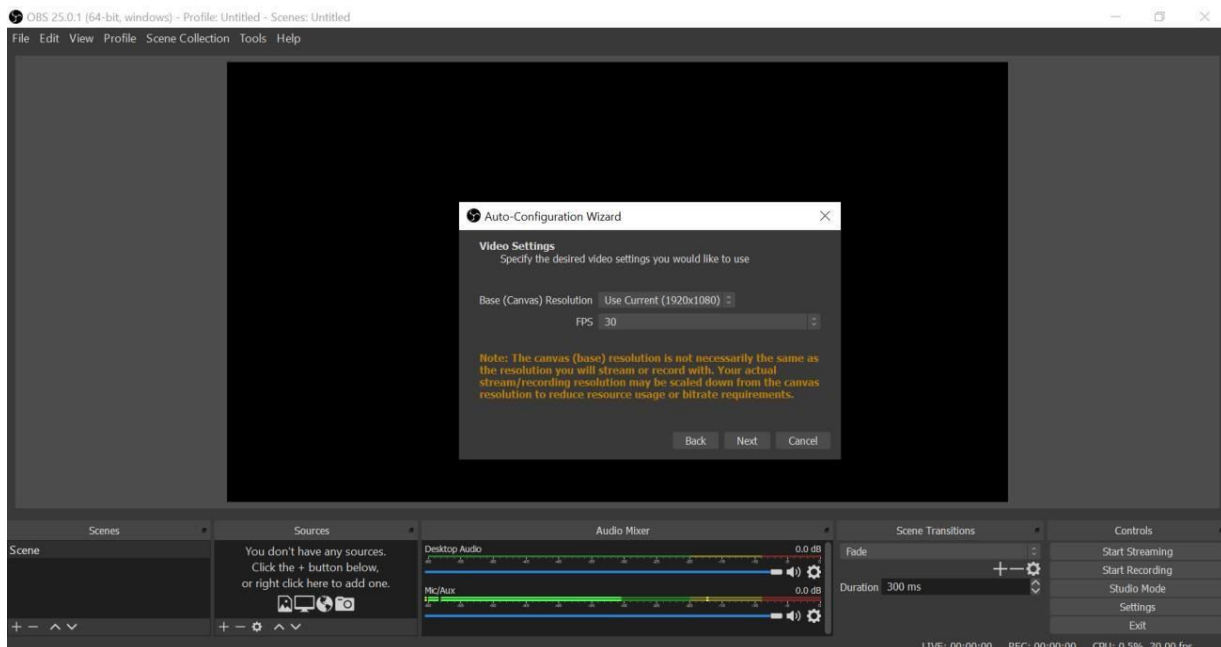 OBS 25.0.1 (64-bit, windows) - Profile: Untitled - Scenes: Untitled
File Edit View Profile Scene Collection Tools Help
Auto-Configuration Wizard
Video Settings
Specify the desired video settings you would like to use
Base (Canvas) Resolution Use Current (1920x1080)
FPS 30
Note: The canvas (base) resolution is not necessarily the same as
the resolution you will stream or record with. Your actual
stream/recording resolution may be scaled down from the canvas
resolution to reduce resource usage or bitrate requirements.
Back Next Cancel
Scenes
Scene
Sources
You don't have any sources.
Click the + button below,
or right click here to add one.
Audio Mixer
Desktop Audio 0.0 dB
Mic/Aux 0.0 dB
Scene Transitions
Fade
Duration 300 ms
Controls
Start Streaming
Start Recording
Studio Mode
Settings
Exit
LIVE: 00:00:00 REC: 00:00:00 CPU: 0.5%, 30.00 fps